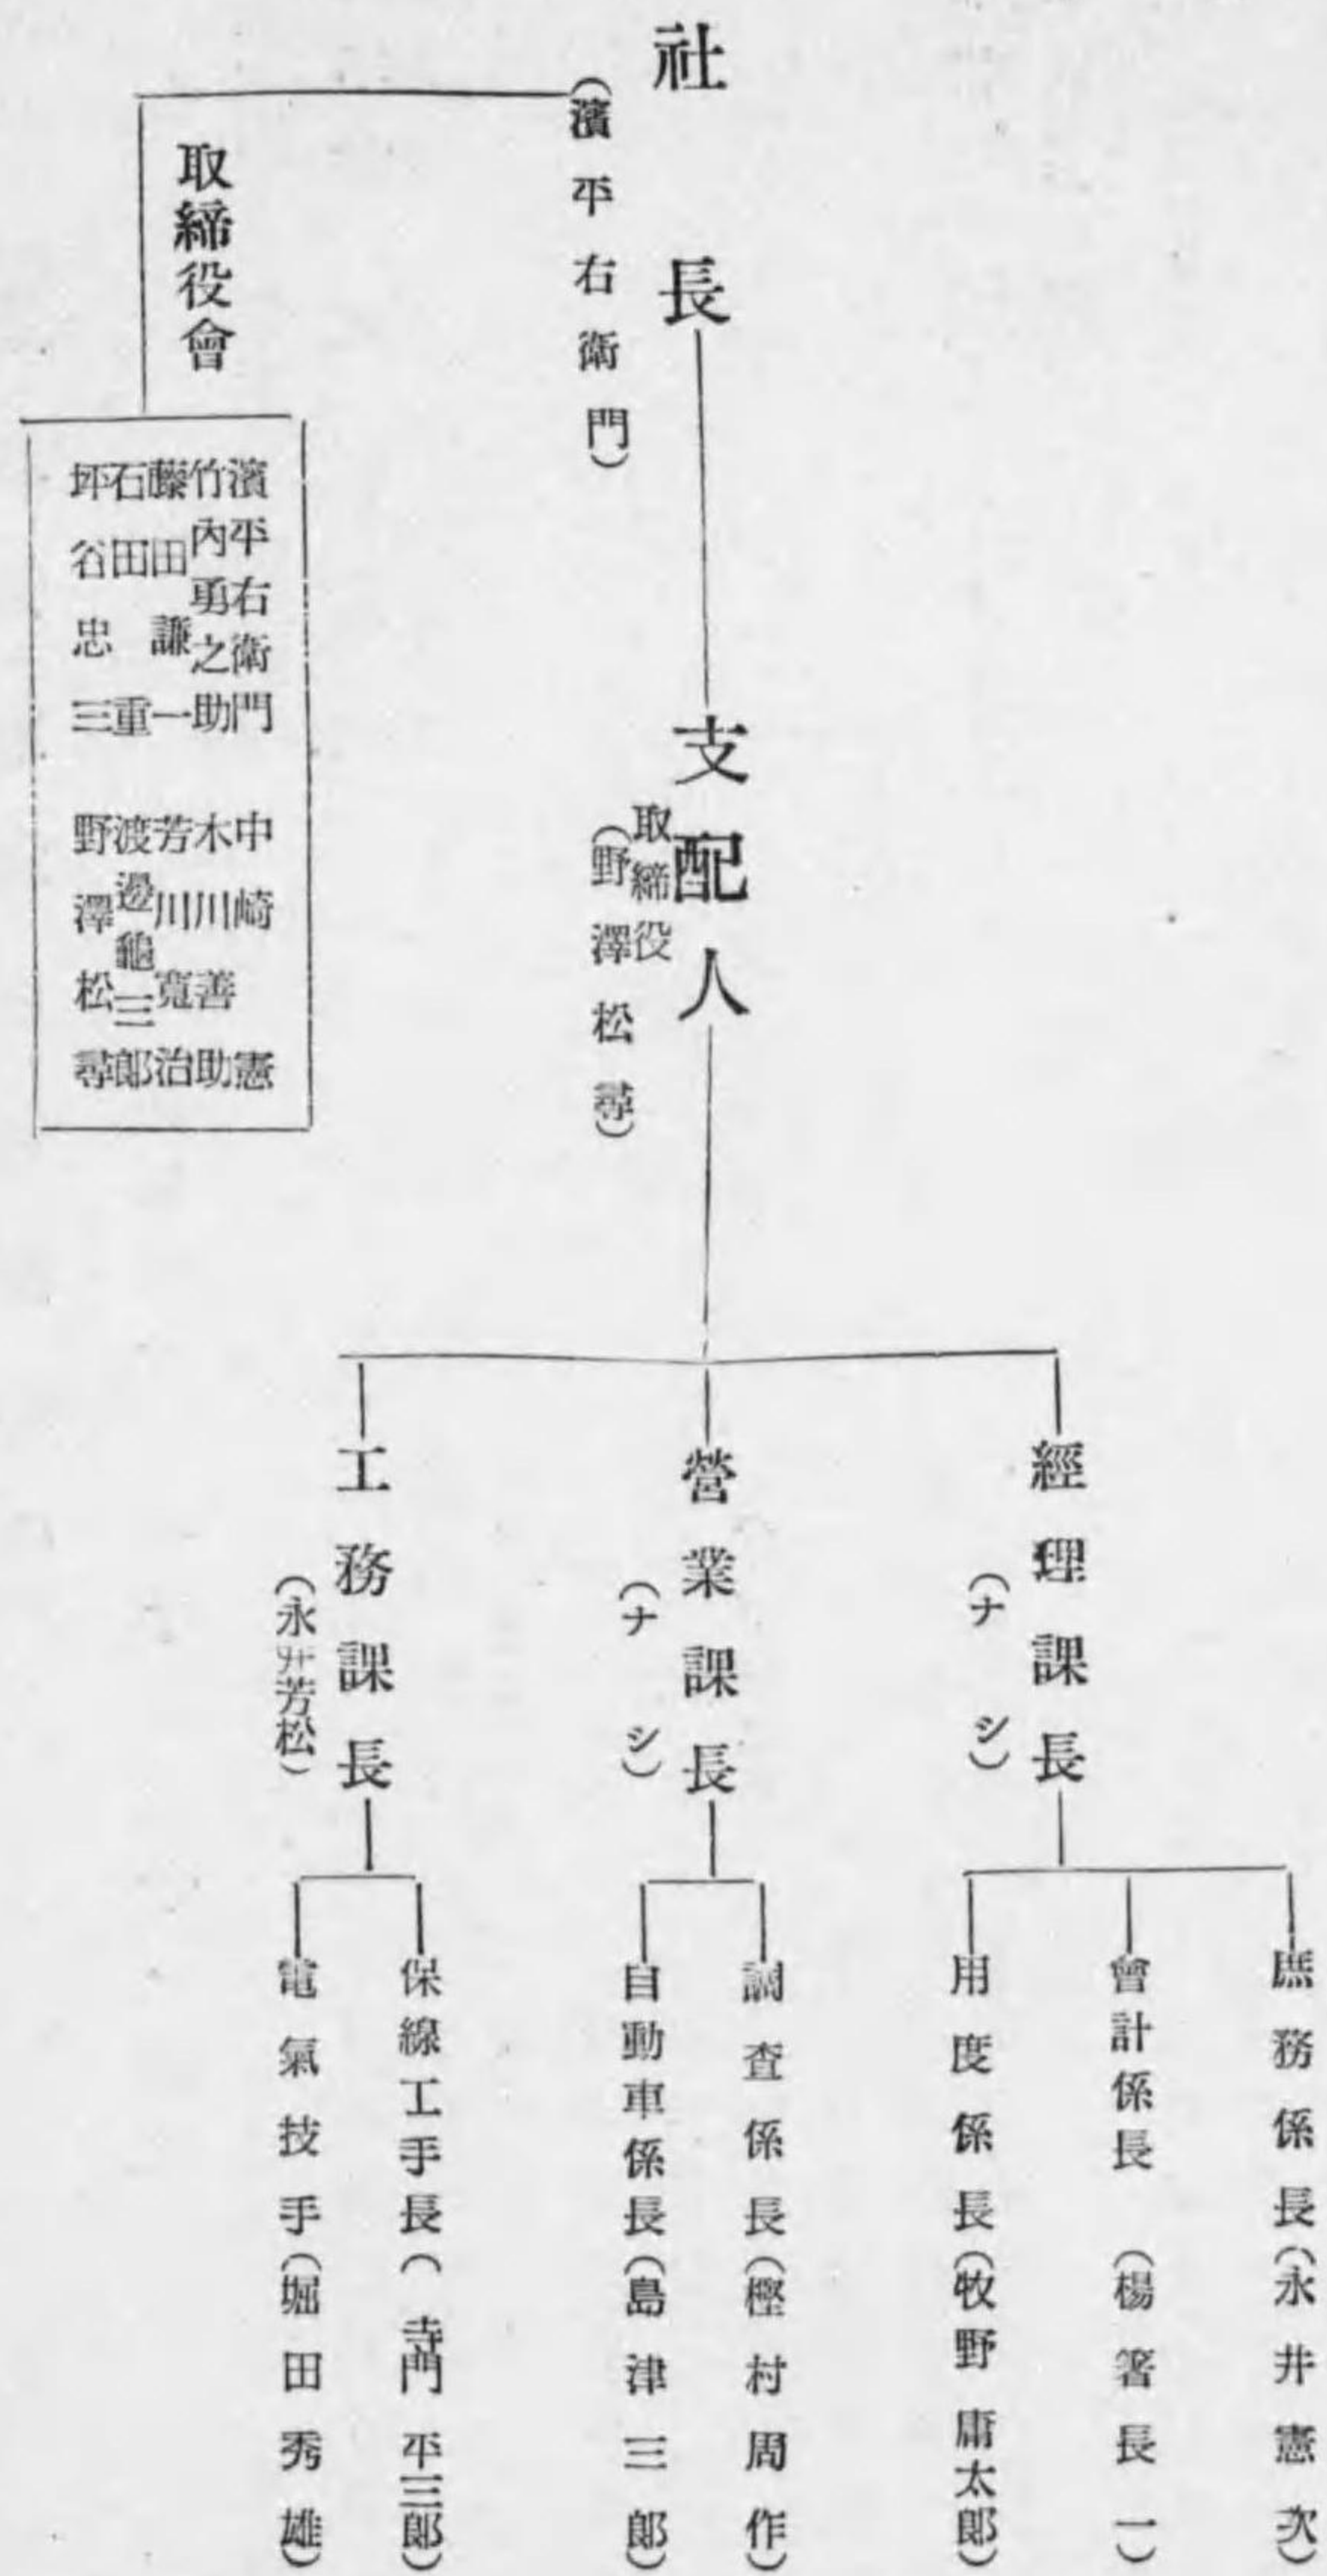 社長
(濱平右衞門)
取締役會
濱平右衞門
竹內勇之助
藤田謙一
石田重
坪谷忠三
中崎憲
木川善助
芳川寬治
渡邊龜三郎
野澤松尋
支配人
取締役
(野澤松尋)
經理課長
(ナシ)
庶務係長(永井憲次)
會計係長(楊箸長一)
用度係長(牧野庸太郎)
營業課長
(ナシ)
調査係長(樫村周作)
自動車係長(島津三郎)
工務課長
(永井芳松)
保線工手長(寺門平三郎)
電氣技手(堀田秀雄)